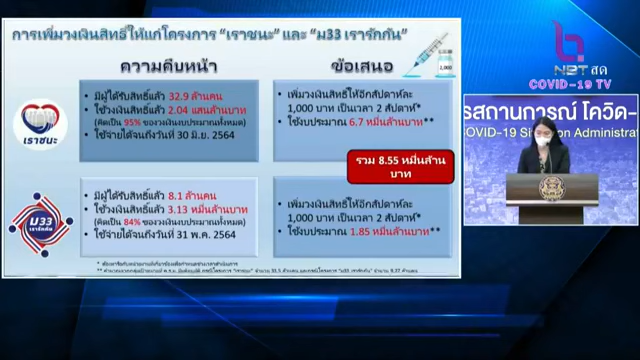 การเพิ่มวงเงินสิทธิ์ให้แก่โครงการ "เราชนะ" และ "ม33 เรารักกัน"
ความคืบหน้า
ข้อเสนอ
เราชนะ
• มีผู้ได้รับสิทธิ์แล้ว 32.9 ล้านคน
• ใช้วงเงินสิทธิ์แล้ว 2.04 แสนล้านบาท
(คิดเป็น 95% ของวงเงินงบประมาณทั้งหมด)
• ใช้จ่ายได้จนถึงวันที่ 30 มิ.ย. 2564
• เพิ่มวงเงินสิทธิ์ให้อีกสัปดาห์ละ
1,000 บาท เป็นเวลา 2 สัปดาห์*
• ใช้งบประมาณ 6.7 หมื่นล้านบาท**
รวม 8.55 หมื่นล้าน
บาท
ม33
เรารักกัน
• มีผู้ได้รับสิทธิ์แล้ว 8.1 ล้านคน
• ใช้วงเงินสิทธิ์แล้ว 3.13 หมื่นล้านบาท
(คิดเป็น 84% ของวงเงินงบประมาณทั้งหมด)
• ใช้จ่ายได้จนถึงวันที่ 31 พ.ค. 2564
• เพิ่มวงเงินสิทธิ์ให้อีกสัปดาห์ละ
1,000 บาท เป็นเวลา 2 สัปดาห์*
• ใช้งบประมาณ 1.85 หมื่นล้านบาท**
2,000
NBT สด
COVID-19 TV
รสถานการณ์ โควิด-
COVID-19 Situation Administrat